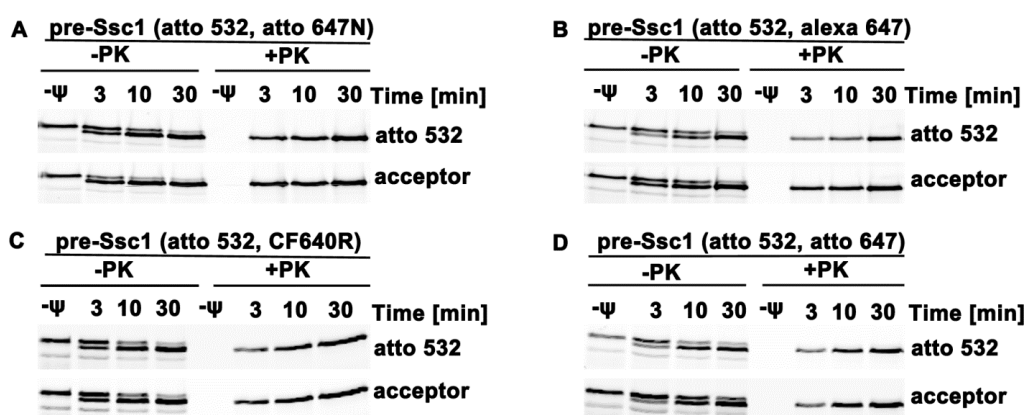 A pre-Ssc1 (atto 532, atto 647N)
-PK +PK
-Ψ 3 10 30 -Ψ 3 10 30 Time [min]
atto 532
acceptor
B pre-Ssc1 (atto 532, alexa 647)
-PK +PK
-Ψ 3 10 30 -Ψ 3 10 30 Time [min]
atto 532
acceptor
C pre-Ssc1 (atto 532, CF640R)
-PK +PK
-Ψ 3 10 30 -Ψ 3 10 30 Time [min]
atto 532
acceptor
D pre-Ssc1 (atto 532, atto 647)
-PK +PK
-Ψ 3 10 30 -Ψ 3 10 30 Time [min]
atto 532
acceptor